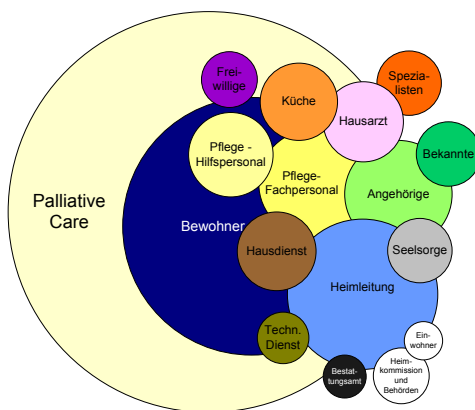 Frei-
willige
Küche
Spezia-
listen
Hausarzt
Pflege -
Hilfspersonal
Pflege-
Fachpersonal
Bekannte
Angehörige
Palliative
Care
Bewohner
Hausdienst
Seelsorge
Heimleitung
Techn.
Dienst
Ein-
wohner
Bestat-
tungsamt
Heim-
kommission
und
Behörden